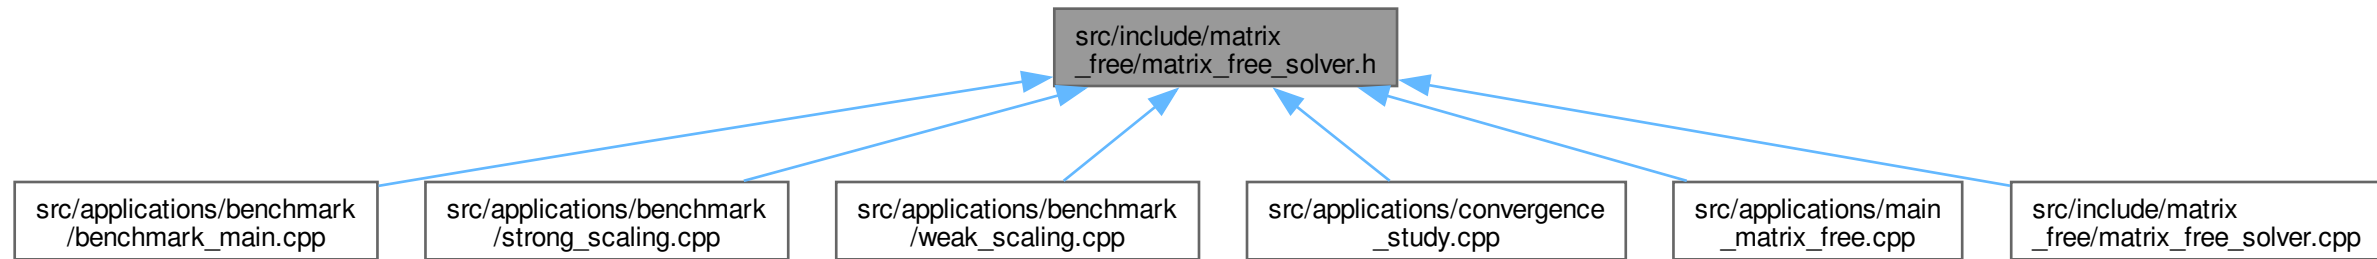 src/include/matrix
_free/matrix_free_solver.h
src/applications/benchmark
/benchmark_main.cpp
src/applications/benchmark
/strong_scaling.cpp
src/applications/benchmark
/weak_scaling.cpp
src/applications/convergence
_study.cpp
src/applications/main
_matrix_free.cpp
src/include/matrix
_free/matrix_free_solver.cpp